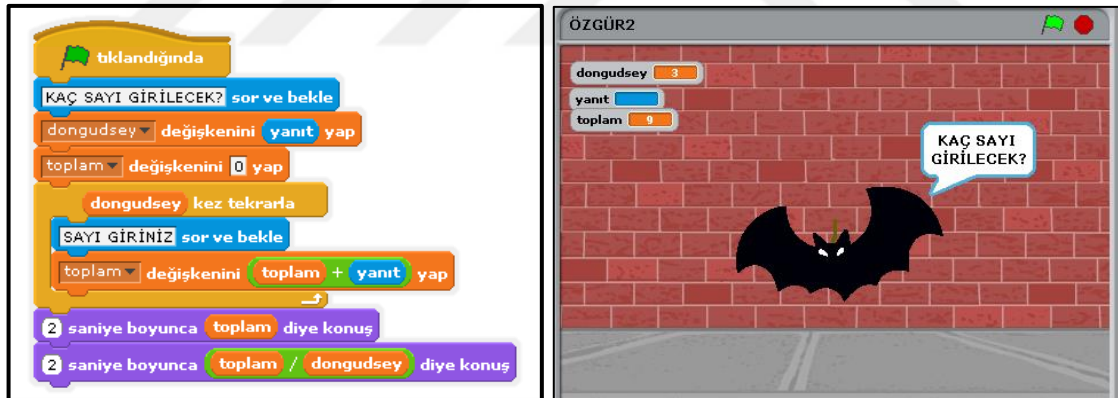 tıklandığında
KAÇ SAYI GİRİLECEK? sor ve bekle
dongudsey değişkenini yanıt yap
toplam değişkenini 0 yap
dongudsey kez tekrarla
SAYI GİRİNİZ sor ve bekle
toplam değişkenini toplam + yanıt yap
2 saniye boyunca toplam diye konuş
2 saniye boyunca toplam / dongudsey diye konuş
ÖZGÜR2
dongudsey 3
yanıt
toplam 9
KAÇ SAYI
GİRİLECEK?